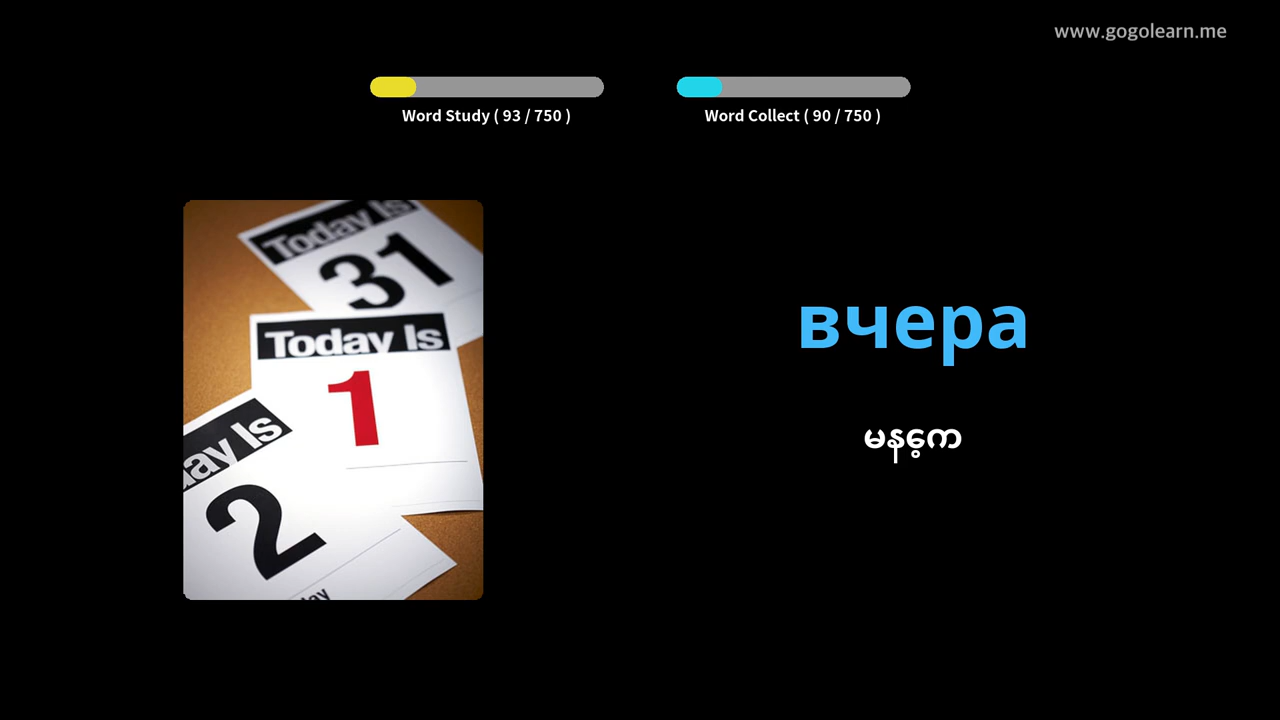 www.gogolearn.me
Word Study ( 93 / 750 )
Word Collect ( 90 / 750 )
Today Is
31
Today Is
1
ay Is
2
ay
вчера
မနေ့က